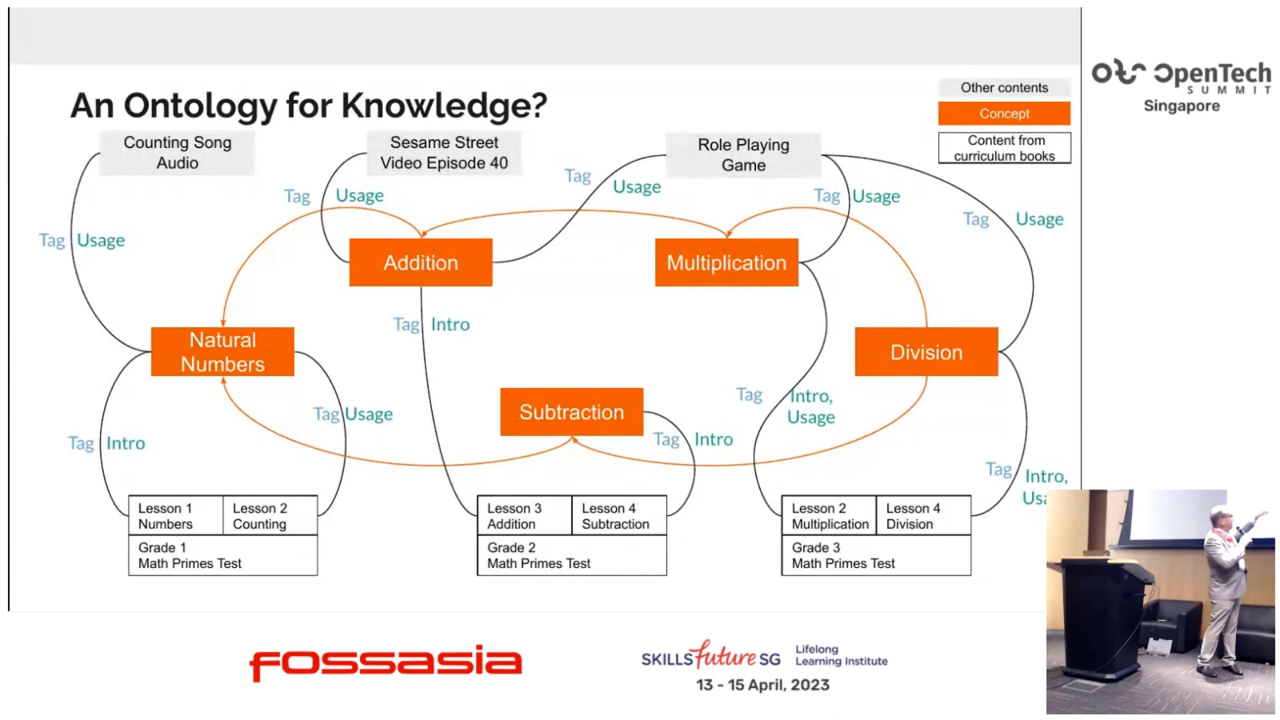 An Ontology for Knowledge?
Other contents
Concept
Content from
curriculum books
OpenTech
SUMMIT
Singapore
Counting Song
Audio
Sesame Street
Video Episode 40
Role Playing
Game
Tag Usage
Tag Usage
Tag Usage
Tag Usage
Tag Usage
Addition
Multiplication
Tag Intro
Natural
Numbers
Division
Subtraction
Tag Intro
Tag Usage
Tag Intro
Tag Intro,
Usage
Tag Intro,
Lesson 1
Numbers
Lesson 2
Counting
Grade 1
Math Primes Test
Lesson 3
Addition
Lesson 4
Subtraction
Grade 2
Math Primes Test
Lesson 2
Multiplication
Lesson 4
Division
Grade 3
Math Primes Test
fossasia
SKILLS future SG
Lifelong
Learning Institute
13 - 15 April, 2023